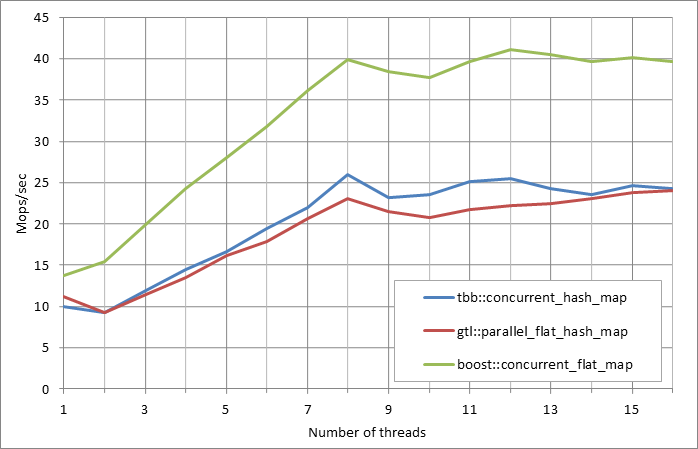 45
40
35
30
25
20
15
10
5
0
Mops/sec
tbb::concurrent_hash_map
gtl::parallel_flat_hash_map
boost::concurrent_flat_map
1 3 5 7 9 11 13 15
Number of threads